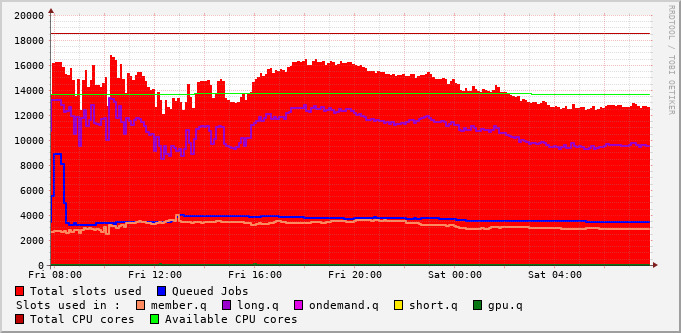 20000
18000
16000
14000
12000
10000
8000
6000
4000
2000
0
Fri 08:00 Fri 12:00 Fri 16:00 Fri 20:00 Sat 00:00 Sat 04:00
RRDTOOL / TOBI OETIKER
Total slots used Queued Jobs
Slots used in : member.q long.q ondemand.q short.q gpu.q
Total CPU cores Available CPU cores